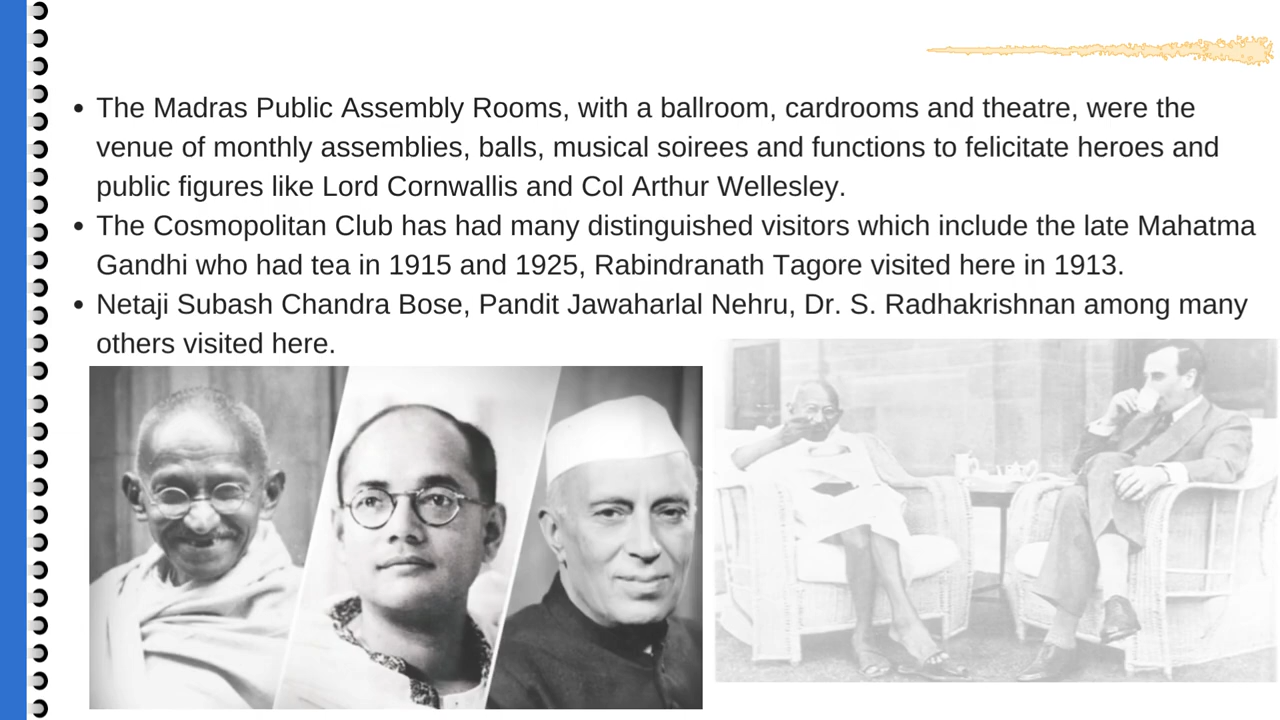 • The Madras Public Assembly Rooms, with a ballroom, cardrooms and theatre, were the
venue of monthly assemblies, balls, musical soirees and functions to felicitate heroes and
public figures like Lord Cornwallis and Col Arthur Wellesley.
• The Cosmopolitan Club has had many distinguished visitors which include the late Mahatma
Gandhi who had tea in 1915 and 1925, Rabindranath Tagore visited here in 1913.
• Netaji Subash Chandra Bose, Pandit Jawaharlal Nehru, Dr. S. Radhakrishnan among many
others visited here.